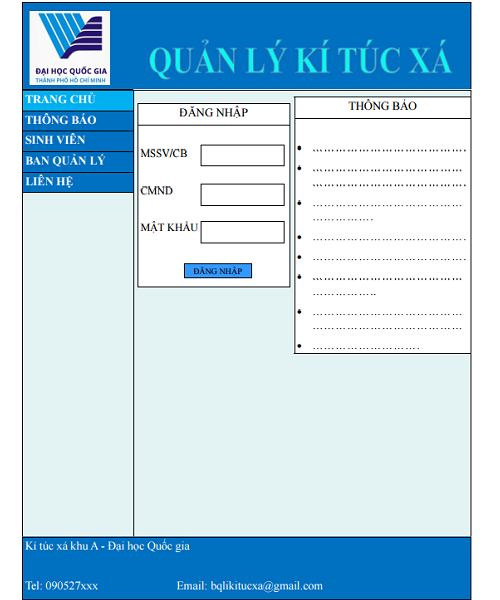 ĐẠI HỌC QUỐC GIA
THÀNH PHỐ HỒ CHÍ MINH
QUẢN LÝ KÍ TÚC XÁ
TRANG CHỦ
THÔNG BÁO
SINH VIÊN
BAN QUẢN LÝ
LIÊN HỆ
ĐĂNG NHẬP
MSSV/CB
CMND
MẬT KHẨU
ĐĂNG NHẬP
THÔNG BÁO
Kí túc xá khu A - Đại học Quốc gia
Tel: 090527xxx Email: bqlikitucxa@gmail.com